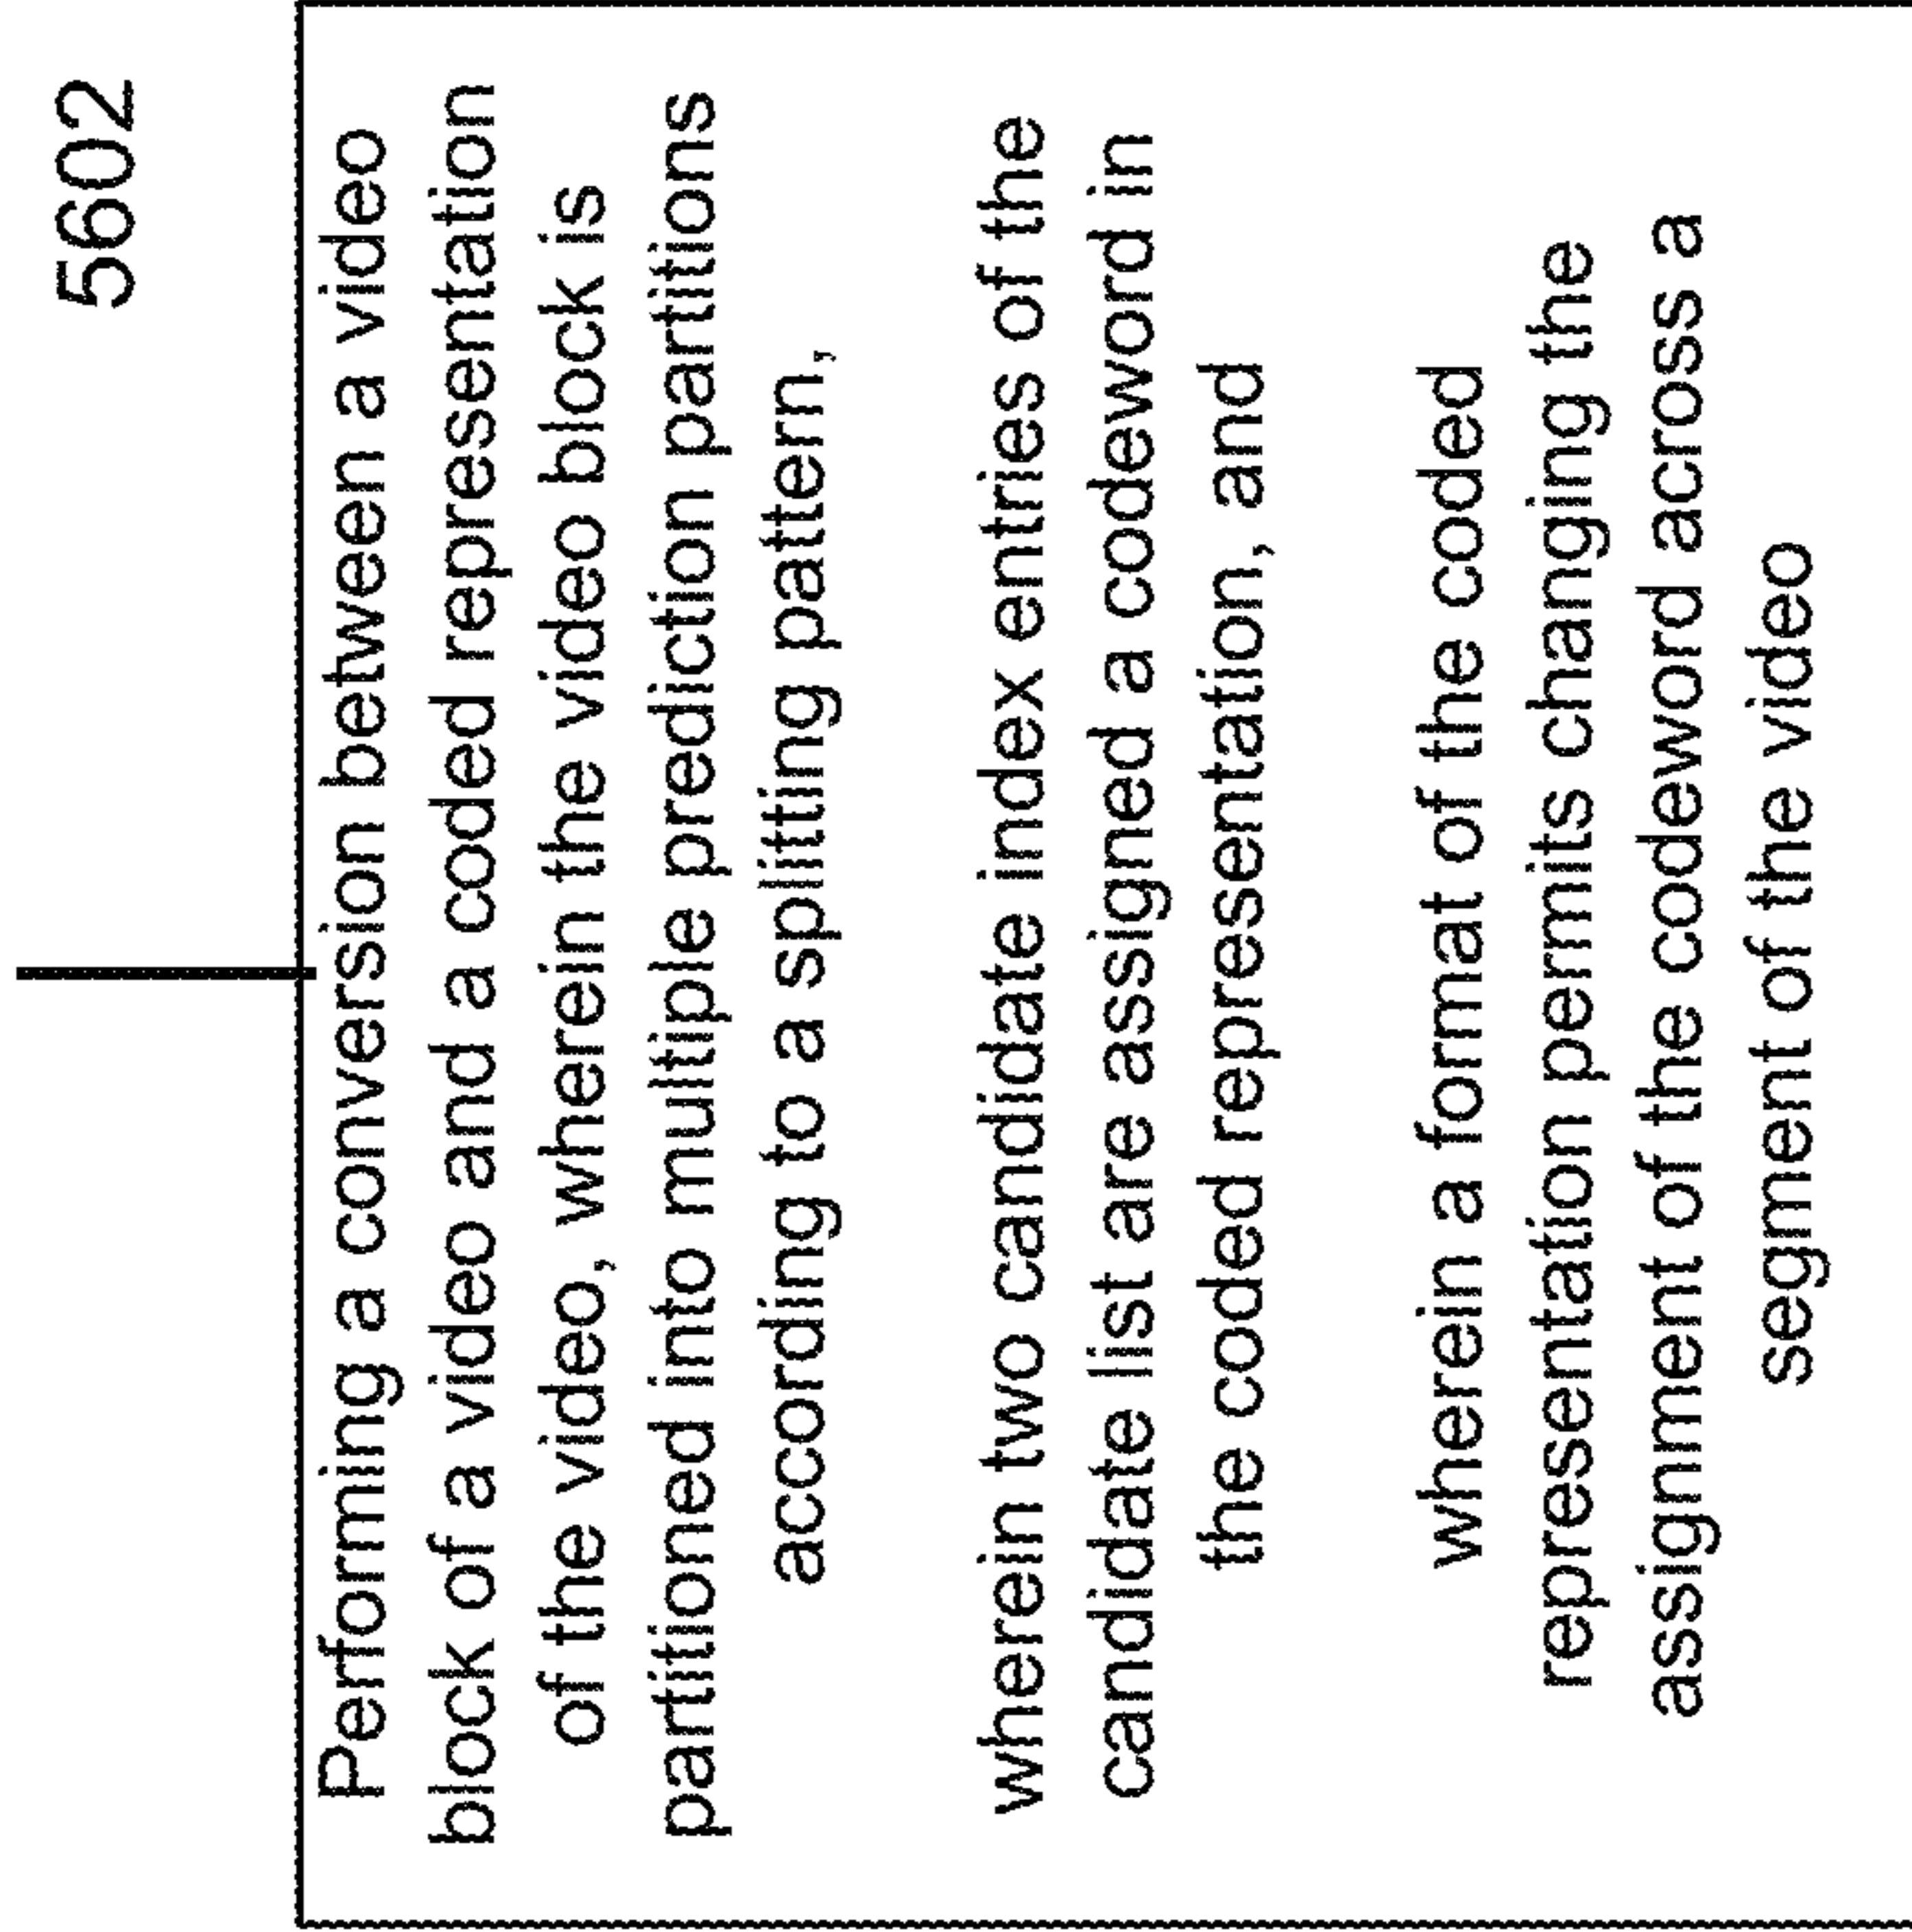 5602
Performing a conversion between a video
block of a video and a coded representation
of the video, wherein the video block is
partitioned into multiple prediction partitions
according to a splitting pattern,
wherein two candidate index entries of the
candidate list are assigned a codeword in
the coded representation, and
wherein a format of the coded
representation permits changing the
assignment of the codeword across a
segment of the video